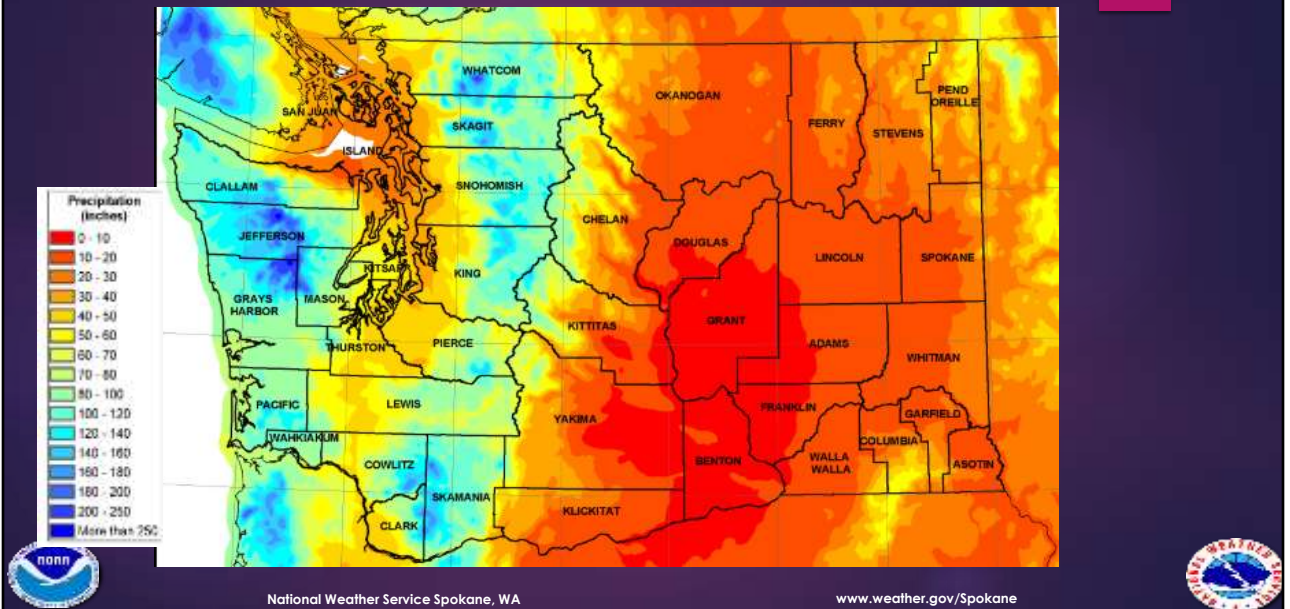 WHATCOM
OKANOGAN
PEND
OREILLE
SAN JUAN
FERRY
SKAGIT
STEVENS
ISLAND
CLALLAM
SNOHOMISH
Precipitation
(inches)
0 - 10
10 - 20
20 - 30
30 - 40
40 - 50
50 - 60
60 - 70
70 - 80
80 - 100
100 - 120
120 - 140
140 - 160
160 - 180
180 - 200
200 - 250
More than 250
CHELAN
JEFFERSON
DOUGLAS
LINCOLN
SPOKANE
KITSAP
KING
GRAYS
HARBOR
MASON
GRANT
KITTITAS
THURSTON
PIERCE
ADAMS
WHITMAN
PACIFIC
LEWIS
YAKIMA
FRANKLIN
GARFIELD
WAHKIAKUM
COLUMBIA
COWLITZ
BENTON
WALLA
WALLA
ASOTIN
SKAMANIA
CLARK
KLICKITAT
National Weather Service Spokane, WA
www.weather.gov/Spokane